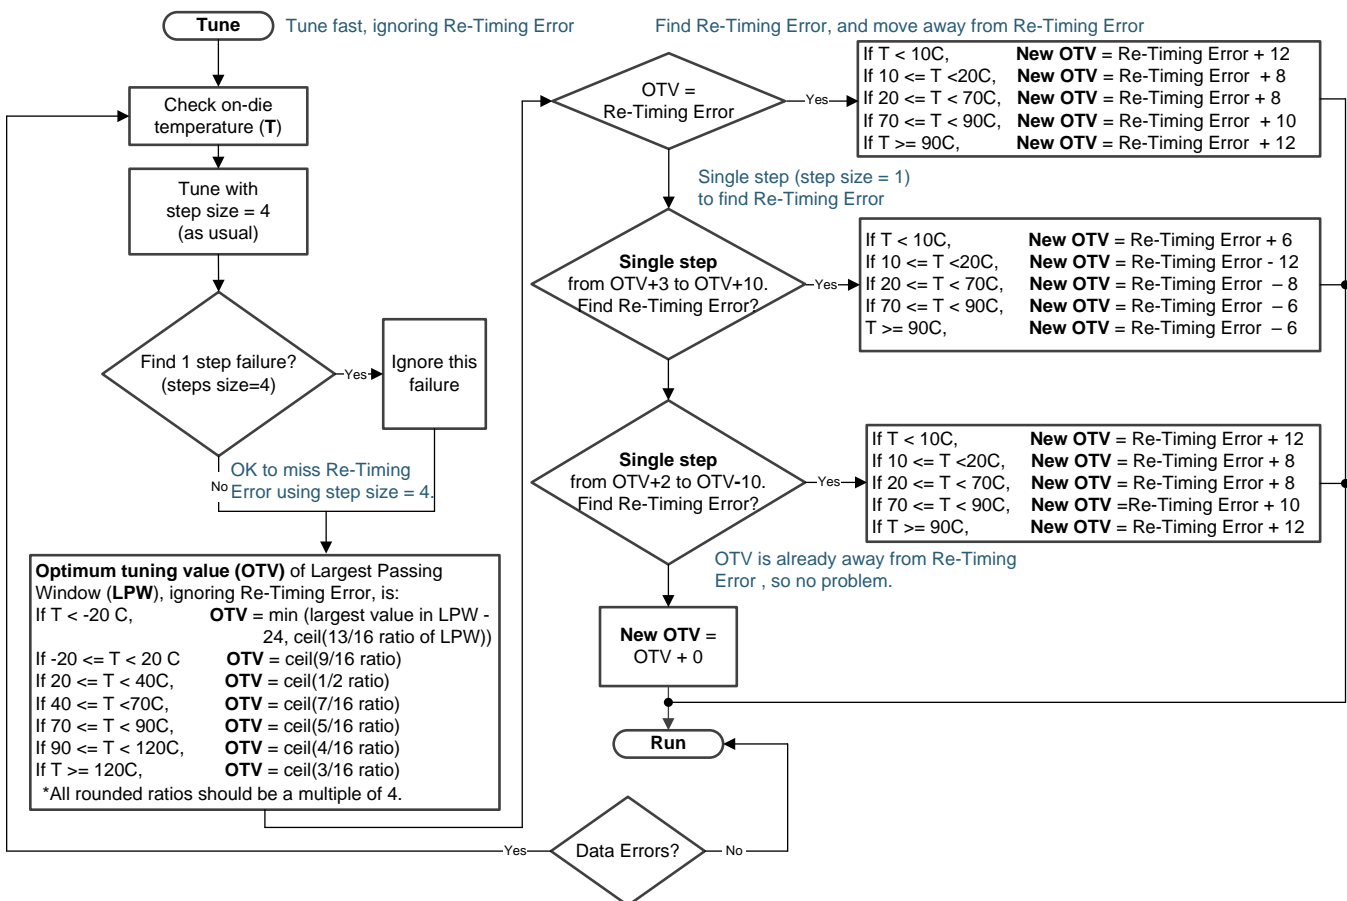 Tune
Tune fast, ignoring Re-Timing Error
Check on-die
temperature (T)
Tune with
step size = 4
(as usual)
Find 1 step failure?
(steps size=4)
Yes
Ignore this
failure
No
OK to miss Re-Timing
Error using step size = 4.
Optimum tuning value (OTV) of Largest Passing
Window (LPW), ignoring Re-Timing Error, is:
If T < -20 C, OTV = min (largest value in LPW -
24, ceil(13/16 ratio of LPW))
If -20 <= T < 20 C OTV = ceil(9/16 ratio)
If 20 <= T < 40C, OTV = ceil(1/2 ratio)
If 40 <= T <70C, OTV = ceil(7/16 ratio)
If 70 <= T < 90C, OTV = ceil(5/16 ratio)
If 90 <= T < 120C, OTV = ceil(4/16 ratio)
If T >= 120C, OTV = ceil(3/16 ratio)
*All rounded ratios should be a multiple of 4.
Find Re-Timing Error, and move away from Re-Timing Error
OTV =
Re-Timing Error
Yes
If T < 10C, New OTV = Re-Timing Error + 12
If 10 <= T <20C, New OTV = Re-Timing Error + 8
If 20 <= T < 70C, New OTV = Re-Timing Error + 8
If 70 <= T < 90C, New OTV = Re-Timing Error + 10
If T >= 90C, New OTV = Re-Timing Error + 12
Single step (step size = 1)
to find Re-Timing Error
Single step
from OTV+3 to OTV+10.
Find Re-Timing Error?
Yes
If T < 10C, New OTV = Re-Timing Error + 6
If 10 <= T <20C, New OTV = Re-Timing Error - 12
If 20 <= T < 70C, New OTV = Re-Timing Error – 8
If 70 <= T < 90C, New OTV = Re-Timing Error – 6
T >= 90C, New OTV = Re-Timing Error – 6
Single step
from OTV+2 to OTV-10.
Find Re-Timing Error?
Yes
If T < 10C, New OTV = Re-Timing Error + 12
If 10 <= T <20C, New OTV = Re-Timing Error + 8
If 20 <= T < 70C, New OTV = Re-Timing Error + 8
If 70 <= T < 90C, New OTV =Re-Timing Error + 10
If T >= 90C, New OTV = Re-Timing Error + 12
OTV is already away from Re-Timing
Error , so no problem.
New OTV =
OTV + 0
Run
Yes
Data Errors?
No